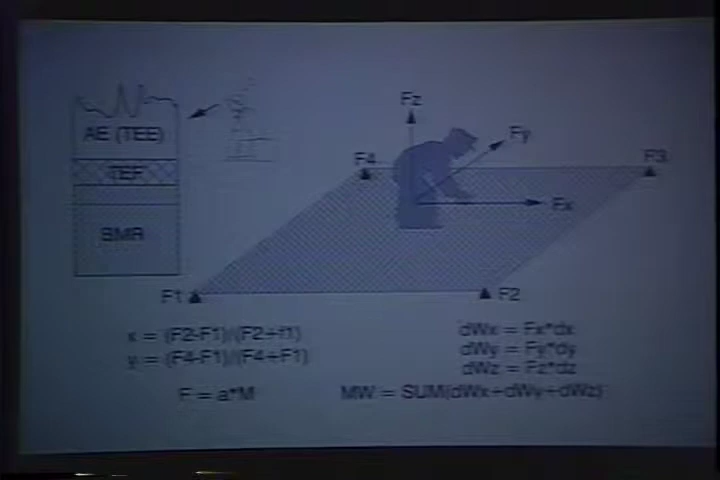 AE (TEE)
TEF
BMR
Fz
Fy
F4
F3
Fx
F1
F2
x = (F2-F1)/(F2+f1)
y = (F4-F1)/(F4+F1)
F = a*M
dWx = Fx*dx
dWy = Fy*dy
dWz = Fz*dz
MW = SUM(dWx+dWy+dWz)